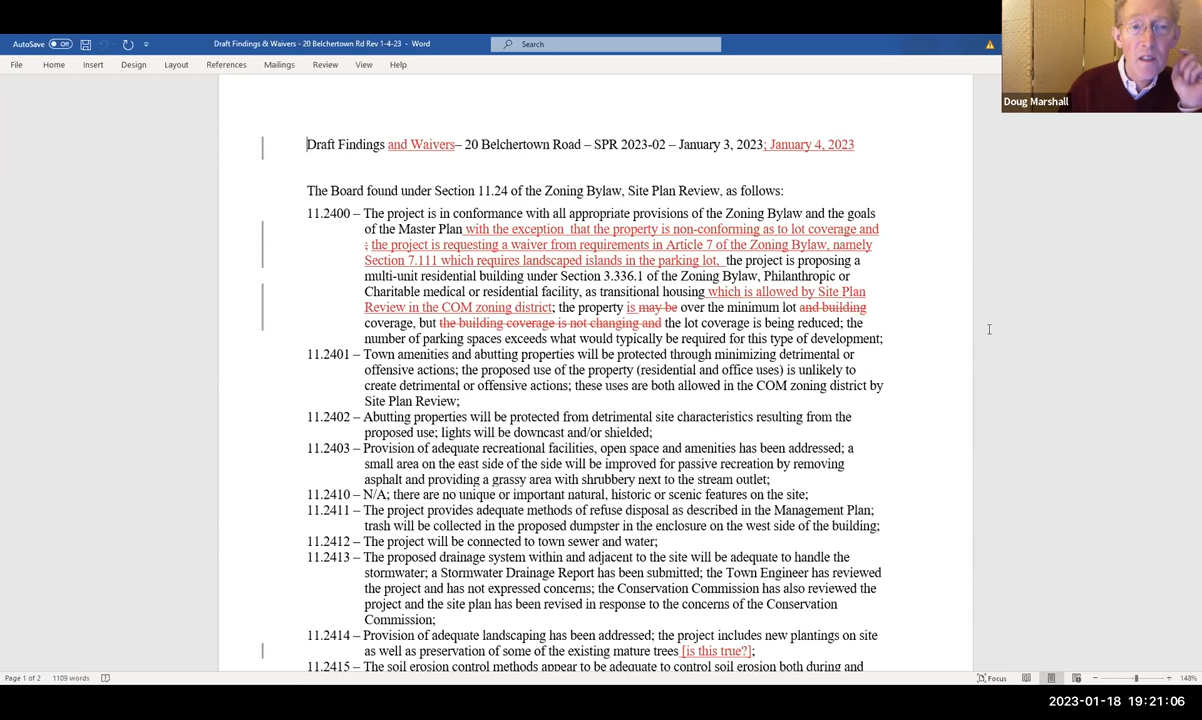 AutoSave Off Draft Findings & Waivers - 20 Belchertown Rd Rev 1-4-23 - Word Search
File Home Insert Design Layout References Mailings Review View Help
Doug Marshall
Draft Findings and Waivers– 20 Belchertown Road – SPR 2023-02 – January 3, 2023; January 4, 2023
The Board found under Section 11.24 of the Zoning Bylaw, Site Plan Review, as follows:
11.2400 – The project is in conformance with all appropriate provisions of the Zoning Bylaw and the goals
of the Master Plan with the exception that the property is non-conforming as to lot coverage and
; the project is requesting a waiver from requirements in Article 7 of the Zoning Bylaw, namely
Section 7.111 which requires landscaped islands in the parking lot, the project is proposing a
multi-unit residential building under Section 3.336.1 of the Zoning Bylaw, Philanthropic or
Charitable medical or residential facility, as transitional housing which is allowed by Site Plan
Review in the COM zoning district; the property is may be over the minimum lot and building
coverage, but the building coverage is not changing and the lot coverage is being reduced; the
number of parking spaces exceeds what would typically be required for this type of development;
11.2401 – Town amenities and abutting properties will be protected through minimizing detrimental or
offensive actions; the proposed use of the property (residential and office uses) is unlikely to
create detrimental or offensive actions; these uses are both allowed in the COM zoning district by
Site Plan Review;
11.2402 – Abutting properties will be protected from detrimental site characteristics resulting from the
proposed use; lights will be downcast and/or shielded;
11.2403 – Provision of adequate recreational facilities, open space and amenities has been addressed; a
small area on the east side of the side will be improved for passive recreation by removing
asphalt and providing a grassy area with shrubbery next to the stream outlet;
11.2410 – N/A; there are no unique or important natural, historic or scenic features on the site;
11.2411 – The project provides adequate methods of refuse disposal as described in the Management Plan;
trash will be collected in the proposed dumpster in the enclosure on the west side of the building;
11.2412 – The project will be connected to town sewer and water;
11.2413 – The proposed drainage system within and adjacent to the site will be adequate to handle the
stormwater; a Stormwater Drainage Report has been submitted; the Town Engineer has reviewed
the project and has not expressed concerns; the Conservation Commission has also reviewed the
project and the site plan has been revised in response to the concerns of the Conservation
Commission;
11.2414 – Provision of adequate landscaping has been addressed; the project includes new plantings on site
as well as preservation of some of the existing mature trees [is this true?];
11.2415 – The soil erosion control methods appear to be adequate to control soil erosion both during and
Page 1 of 2 1109 words Focus 148%
2023-01-18 19:21:06